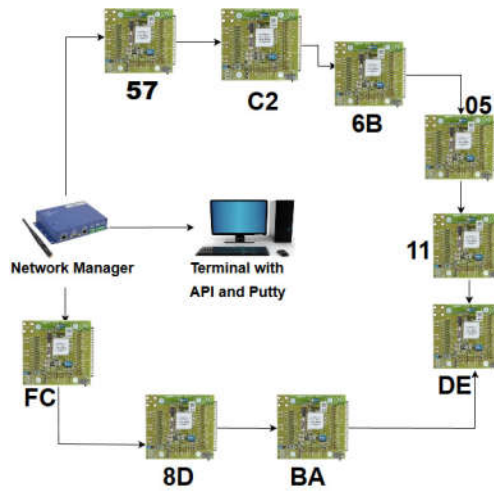 57
C2
6B
05
11
Network Manager
Terminal with
API and Putty
DE
FC
8D
BA